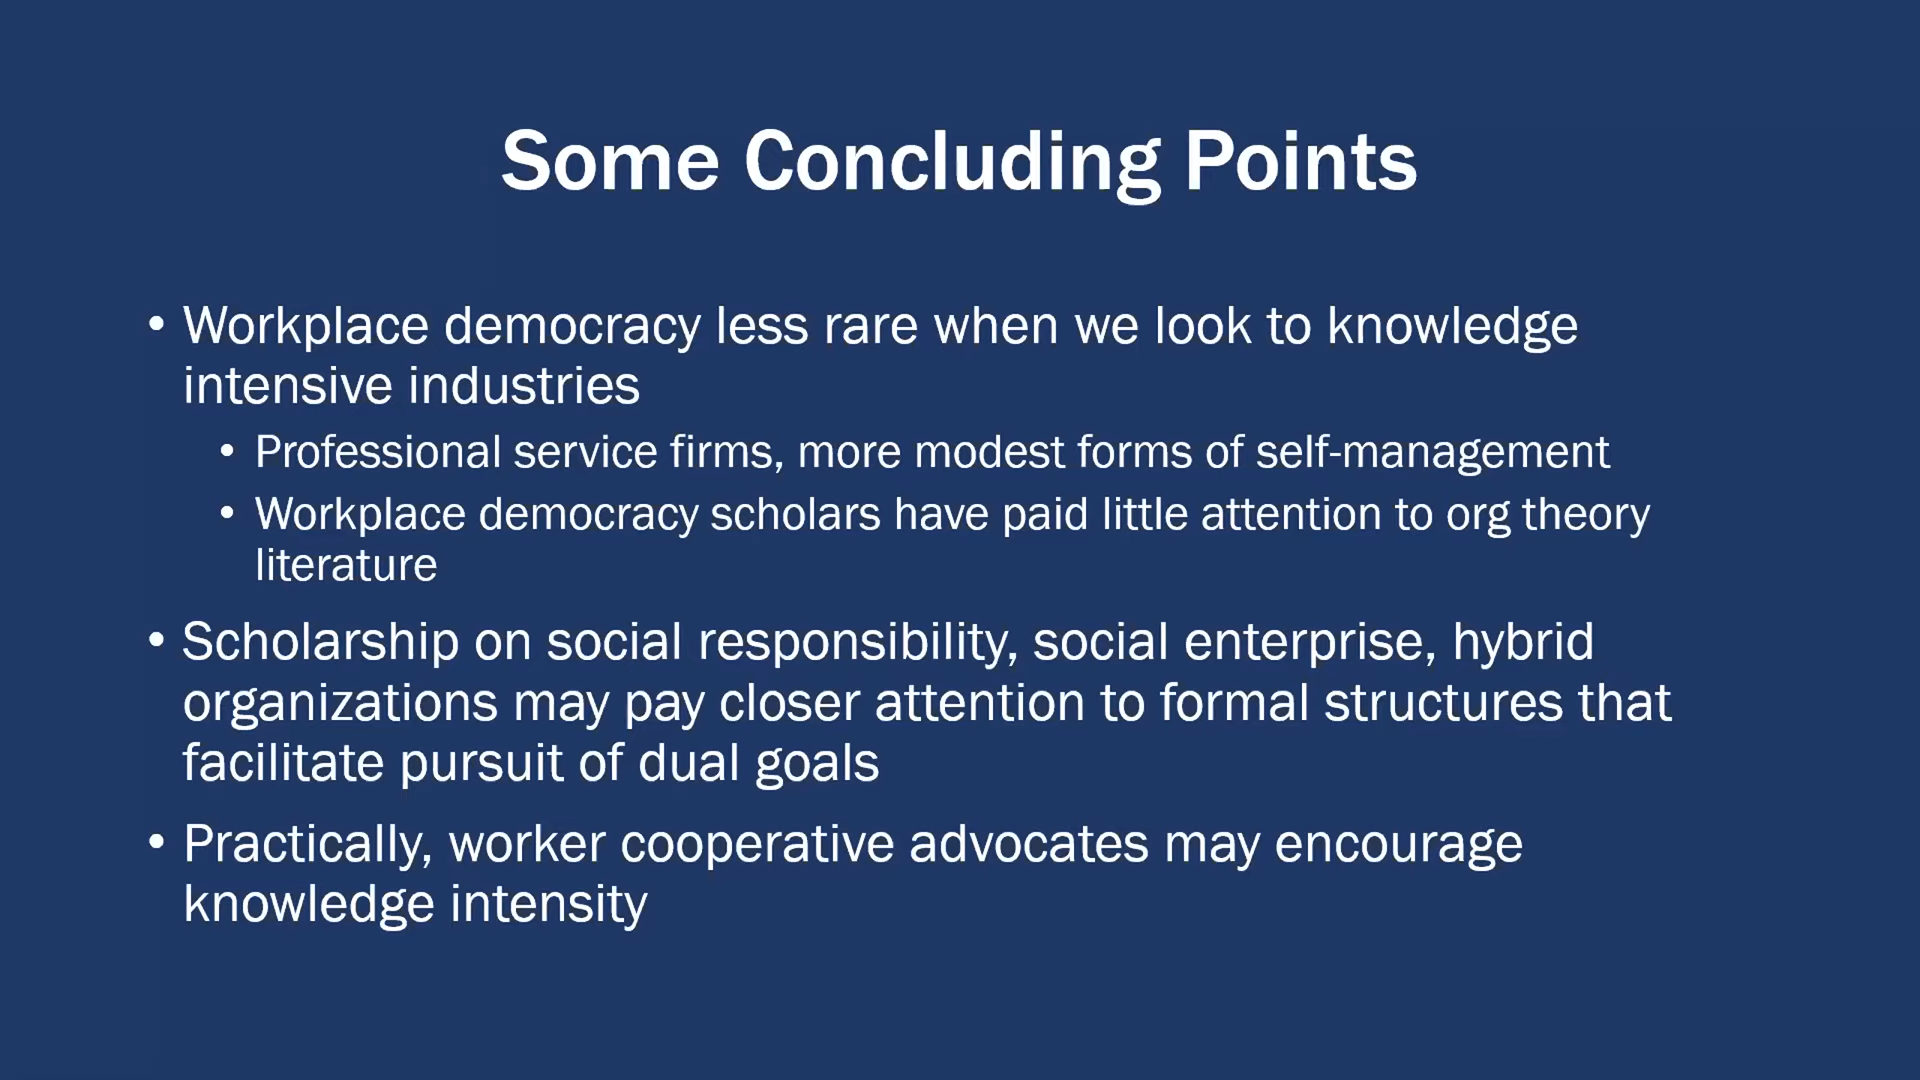 Some Concluding Points
• Workplace democracy less rare when we look to knowledge
intensive industries
• Professional service firms, more modest forms of self-management
• Workplace democracy scholars have paid little attention to org theory
literature
• Scholarship on social responsibility, social enterprise, hybrid
organizations may pay closer attention to formal structures that
facilitate pursuit of dual goals
• Practically, worker cooperative advocates may encourage
knowledge intensity